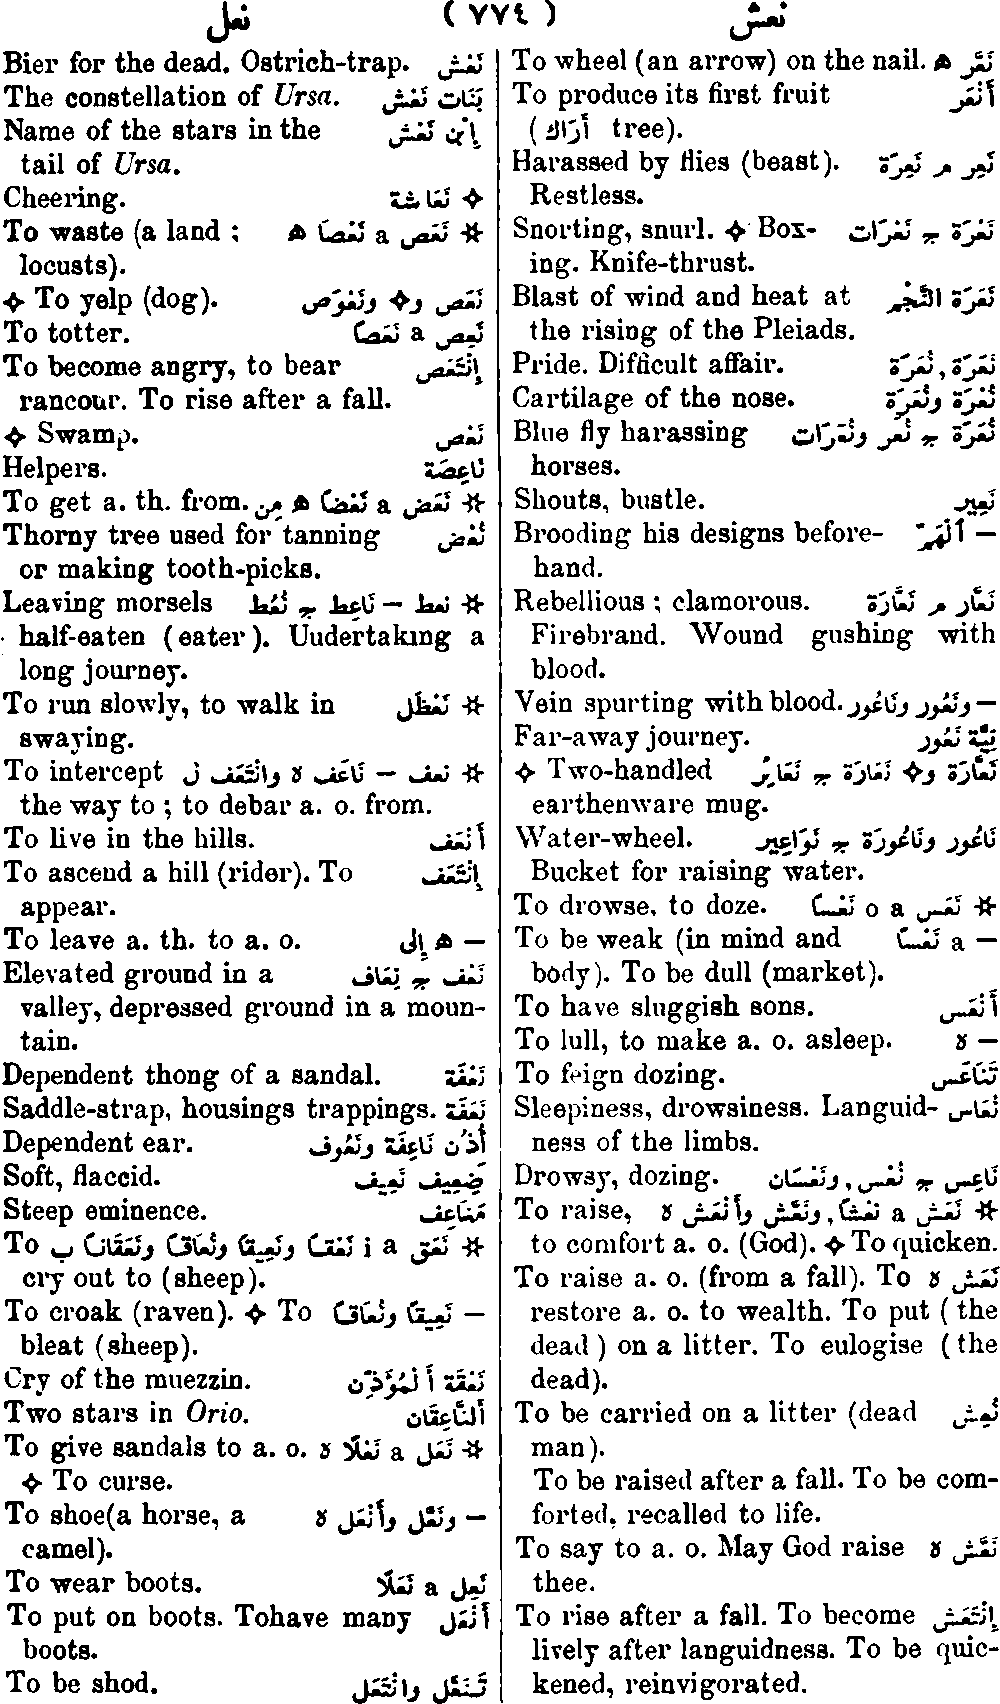 نعش ( ٧٧٤ ) نعل
To wheel (an arrow) on the nail. نَعَّر ه
To produce its first fruit أَنْعَر
(أَرَاك tree).
Harassed by flies (beast). نَعِر م نَعِرَة
Restless.
Snorting, snurl. ✧ Box- نَعْرَة ج نَعْرَات
ing. Knife-thrust.
Blast of wind and heat at نَعْرَة النَّجْم
the rising of the Pleiads.
Pride. Difficult affair. نَعَرَة, نُعَرَة
Cartilage of the nose. نُعْرَة ونُعَرَة
Blue fly harassing نُعَرَة ج نُعَر ونُعَرَات
horses.
Shouts, bustle. نَعِير
Brooding his designs before- — أَلْهَمّ
hand.
Rebellious ; clamorous. نَعَّار م نَعَّارَة
Firebrand. Wound gushing with
blood.
Vein spurting with blood. — ونَعُور ونَاعُور
Far-away journey. نِيَّة نَعُور
✧ Two-handled نَعَّارَة و✧ نَعَارَة ج نَعَايِر
earthenware mug.
Water-wheel. نَاعُور ونَاعُورَة ج نَوَاعِير
Bucket for raising water.
To drowse, to doze. ✲ نَعَس a o نَعْسًا
To be weak (in mind and — a نَعْسًا
body). To be dull (market).
To have sluggish sons. أَنْعَس
To lull, to make a. o. asleep. — ه
To feign dozing. تَنَاعَس
Sleepiness, drowsiness. Languid- نُعَاس
ness of the limbs.
Drowsy, dozing. نَاعِس ج نُعَّس, ونَعْسَان
To raise, ✲ نَعَش a نَعْشًا, ونَعَّش وأَنْعَش ه
to comfort a. o. (God). ✧ To quicken.
To raise a. o. (from a fall). To نَعَش ه
restore a. o. to wealth. To put (the
dead) on a litter. To eulogise (the
dead).
To be carried on a litter (dead نُعِش
man).
To be raised after a fall. To be com-
forted, recalled to life.
To say to a. o. May God raise نَعَّش ه
thee.
To rise after a fall. To become إِنْتَعَش
lively after languidness. To be quic-
kened, reinvigorated.
Bier for the dead. Ostrich-trap. نَعْش
The constellation of Ursa. بَنَات نَعْش
Name of the stars in the إِبْن نَعْش
tail of Ursa.
Cheering. ✧ نَعَاشة
To waste (a land ; ✲ نَعَص a نَعْصًا ه
locusts).
✧ To yelp (dog). نَعَص و✧ ونَعْوَص
To totter. نَعِص a نَعَصًا
To become angry, to bear إِنْتَعَص
rancour. To rise after a fall.
✧ Swamp. نَعْص
Helpers. نَاعِصَة
To get a. th. from. ✲ نَعَض a نَعْضًا ه مِن
Thorny tree used for tanning نُعْض
or making tooth-picks.
Leaving morsels ✲ نعط — نَاعِط ج نُعُط
half-eaten (eater). Uudertaking a
long journey.
To run slowly, to walk in ✲ نَعْظَل
swaying.
To intercept ✲ نعف — نَاعَف ه وانْتَعَف ل
the way to ; to debar a. o. from.
To live in the hills. أَنْعَف
To ascend a hill (rider). To إِنْتَعَف
appear.
To leave a. th. to a. o. — ه إِلى
Elevated ground in a نَعْف ج نِعَاف
valley, depressed ground in a moun-
tain.
Dependent thong of a sandal. نَعْفَة
Saddle-strap, housings trappings. نَعَفَة
Dependent ear. أُذُن نَاعِفَة ونَعُوف
Soft, flaccid. ضَعِيف نَعِيف
Steep eminence. مَنَاعِف
To ✲ نَعَق i a نَعْقًا ونَعِيقًا ونُعَاقًا ونَعَقَانًا ب
cry out to (sheep).
To croak (raven). ✧ To — نَعِيقًا ونُعَاقًا
bleat (sheep).
Cry of the muezzin. نَعْقَة ألمُؤَذِّن
Two stars in Orio. أَلنَّاعِقَان
To give sandals to a. o. ✲ نَعَل a نَعْلًا ه
✧ To curse.
To shoe(a horse, a — ونَعَّل وأَنْعَل ه
camel).
To wear boots. نَعِل a نَعَلًا
To put on boots. Tohave many أَنْعَل
boots.
To be shod. تَنَعَّل وانْتَعَل